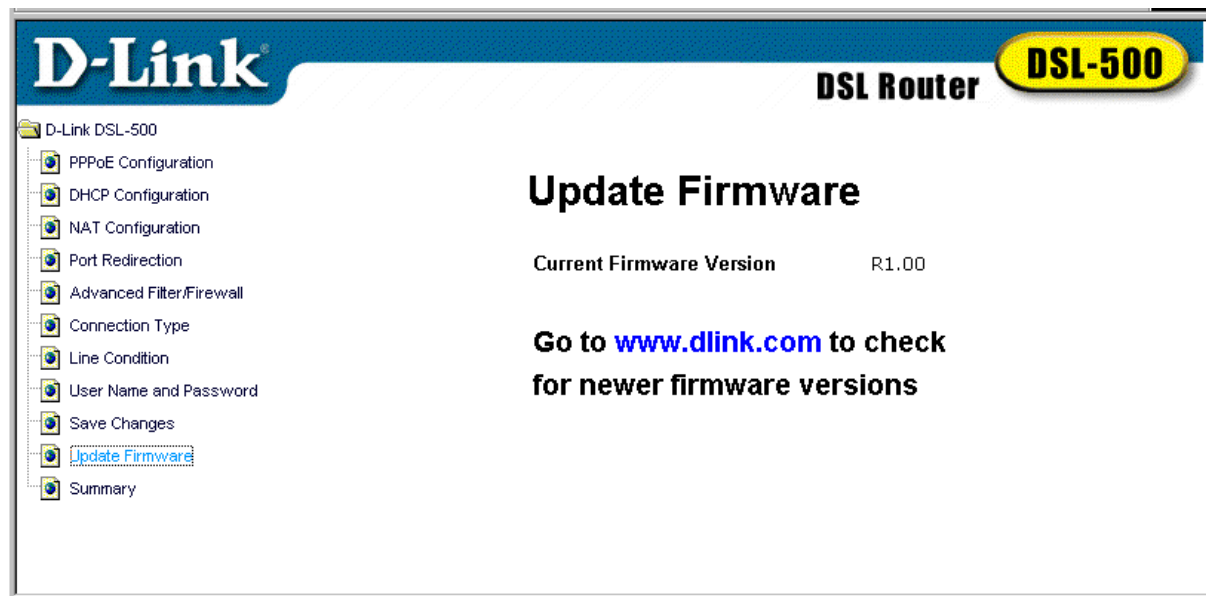 D-Link®
DSL Router
DSL-500
D-Link DSL-500
PPPoE Configuration
DHCP Configuration
NAT Configuration
Port Redirection
Advanced Filter/Firewall
Connection Type
Line Condition
User Name and Password
Save Changes
Update Firmware
Summary
Update Firmware
Current Firmware Version R1.00
Go to www.dlink.com to check
for newer firmware versions